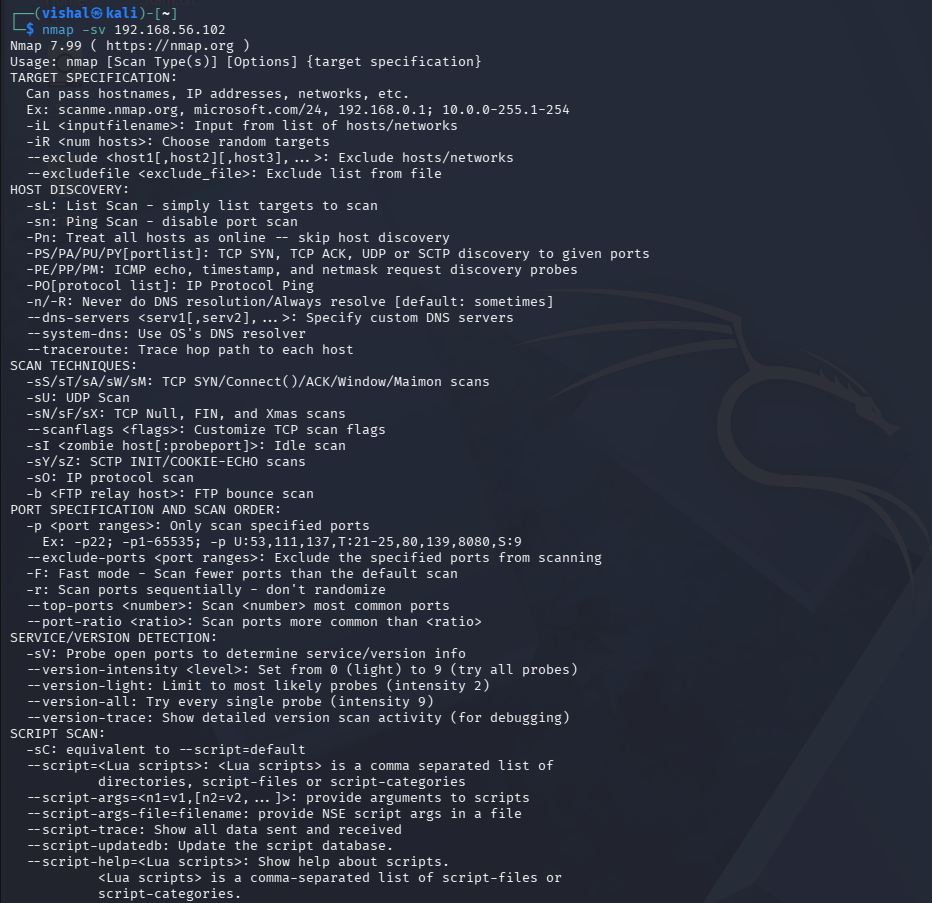 ┌──(vishal㉿kali)-[~]
└─$ nmap -sv 192.168.56.102
Nmap 7.99 ( https://nmap.org )
Usage: nmap [Scan Type(s)] [Options] {target specification}
TARGET SPECIFICATION:
  Can pass hostnames, IP addresses, networks, etc.
  Ex: scanme.nmap.org, microsoft.com/24, 192.168.0.1; 10.0.0-255.1-254
  -iL <inputfilename>: Input from list of hosts/networks
  -iR <num hosts>: Choose random targets
  --exclude <host1[,host2][,host3],...>: Exclude hosts/networks
  --excludefile <exclude_file>: Exclude list from file
HOST DISCOVERY:
  -sL: List Scan - simply list targets to scan
  -sn: Ping Scan - disable port scan
  -Pn: Treat all hosts as online -- skip host discovery
  -PS/PA/PU/PY[portlist]: TCP SYN, TCP ACK, UDP or SCTP discovery to given ports
  -PE/PP/PM: ICMP echo, timestamp, and netmask request discovery probes
  -PO[protocol list]: IP Protocol Ping
  -n/-R: Never do DNS resolution/Always resolve [default: sometimes]
  --dns-servers <serv1[,serv2],...>: Specify custom DNS servers
  --system-dns: Use OS's DNS resolver
  --traceroute: Trace hop path to each host
SCAN TECHNIQUES:
  -sS/sT/sA/sW/sM: TCP SYN/Connect()/ACK/Window/Maimon scans
  -sU: UDP Scan
  -sN/sF/sX: TCP Null, FIN, and Xmas scans
  --scanflags <flags>: Customize TCP scan flags
  -sI <zombie host[:probeport]>: Idle scan
  -sY/sZ: SCTP INIT/COOKIE-ECHO scans
  -sO: IP protocol scan
  -b <FTP relay host>: FTP bounce scan
PORT SPECIFICATION AND SCAN ORDER:
  -p <port ranges>: Only scan specified ports
    Ex: -p22; -p1-65535; -p U:53,111,137,T:21-25,80,139,8080,S:9
  --exclude-ports <port ranges>: Exclude the specified ports from scanning
  -F: Fast mode - Scan fewer ports than the default scan
  -r: Scan ports sequentially - don't randomize
  --top-ports <number>: Scan <number> most common ports
  --port-ratio <ratio>: Scan ports more common than <ratio>
SERVICE/VERSION DETECTION:
  -sV: Probe open ports to determine service/version info
  --version-intensity <level>: Set from 0 (light) to 9 (try all probes)
  --version-light: Limit to most likely probes (intensity 2)
  --version-all: Try every single probe (intensity 9)
  --version-trace: Show detailed version scan activity (for debugging)
SCRIPT SCAN:
  -sC: equivalent to --script=default
  --script=<Lua scripts>: <Lua scripts> is a comma separated list of
           directories, script-files or script-categories
  --script-args=<n1=v1,[n2=v2,...]>: provide arguments to scripts
  --script-args-file=filename: provide NSE script args in a file
  --script-trace: Show all data sent and received
  --script-updatedb: Update the script database.
  --script-help=<Lua scripts>: Show help about scripts.
           <Lua scripts> is a comma-separated list of script-files or
           script-categories.